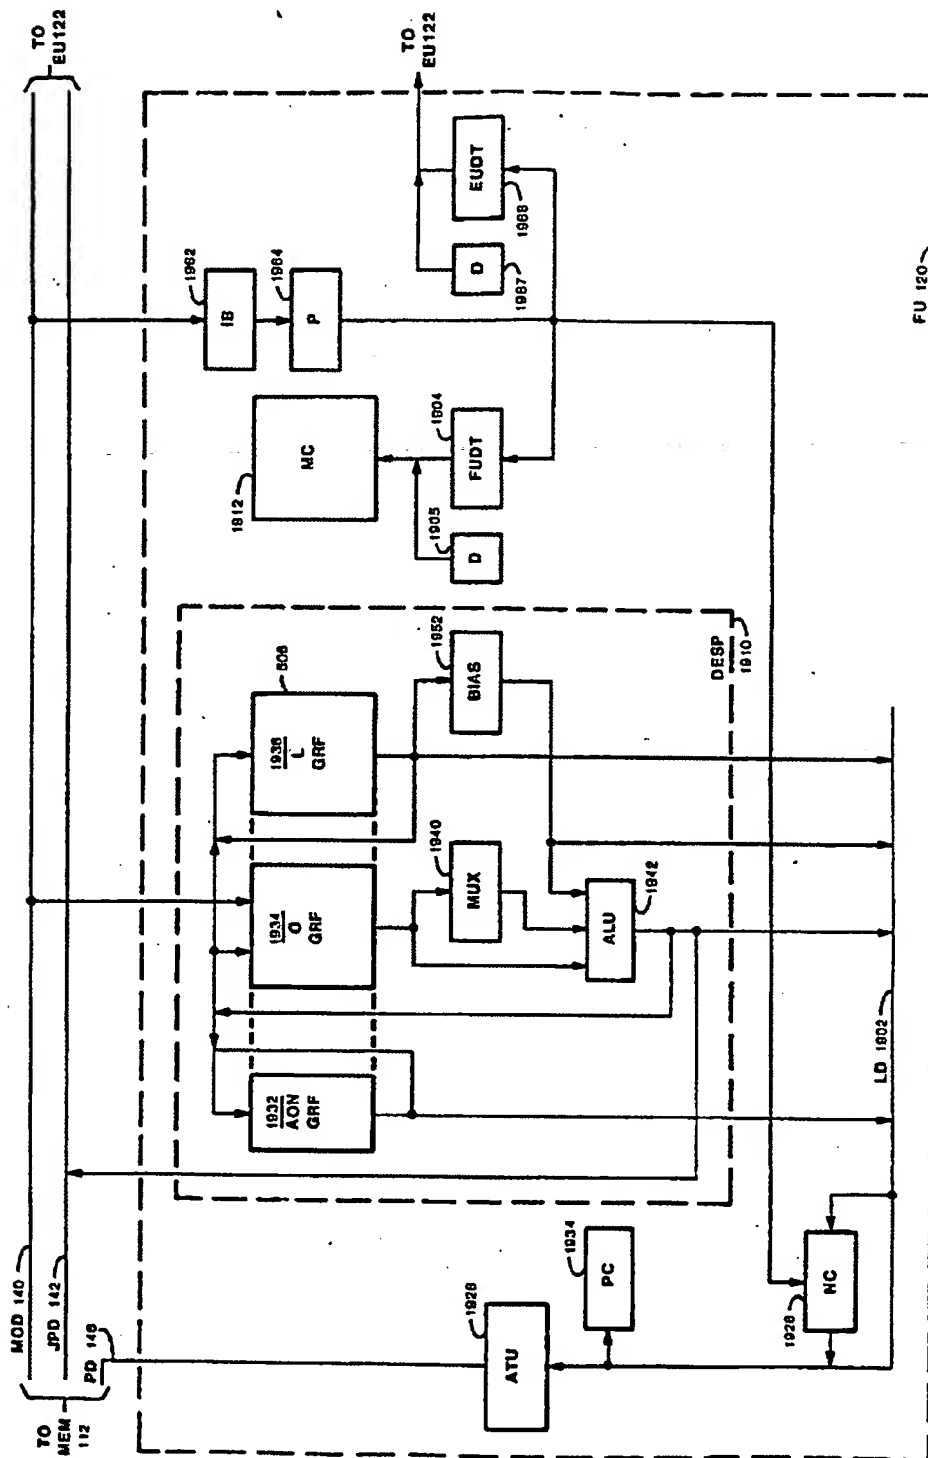 TO
EU122
MOD 140
JPD 142
PD 146
TO
MEM
112
TO
EU122
1962
IB
1964
P
EUDT
1968
D
1967
1912
MC
1904
FUDT
1905
D
506
1932
AON
GRF
1934
O
GRF
1936
L
GRF
1952
BIAS
1940
MUX
1942
ALU
DESP
1910
1928
ATU
1934
PC
NC
1926
LD 1902
FU 120